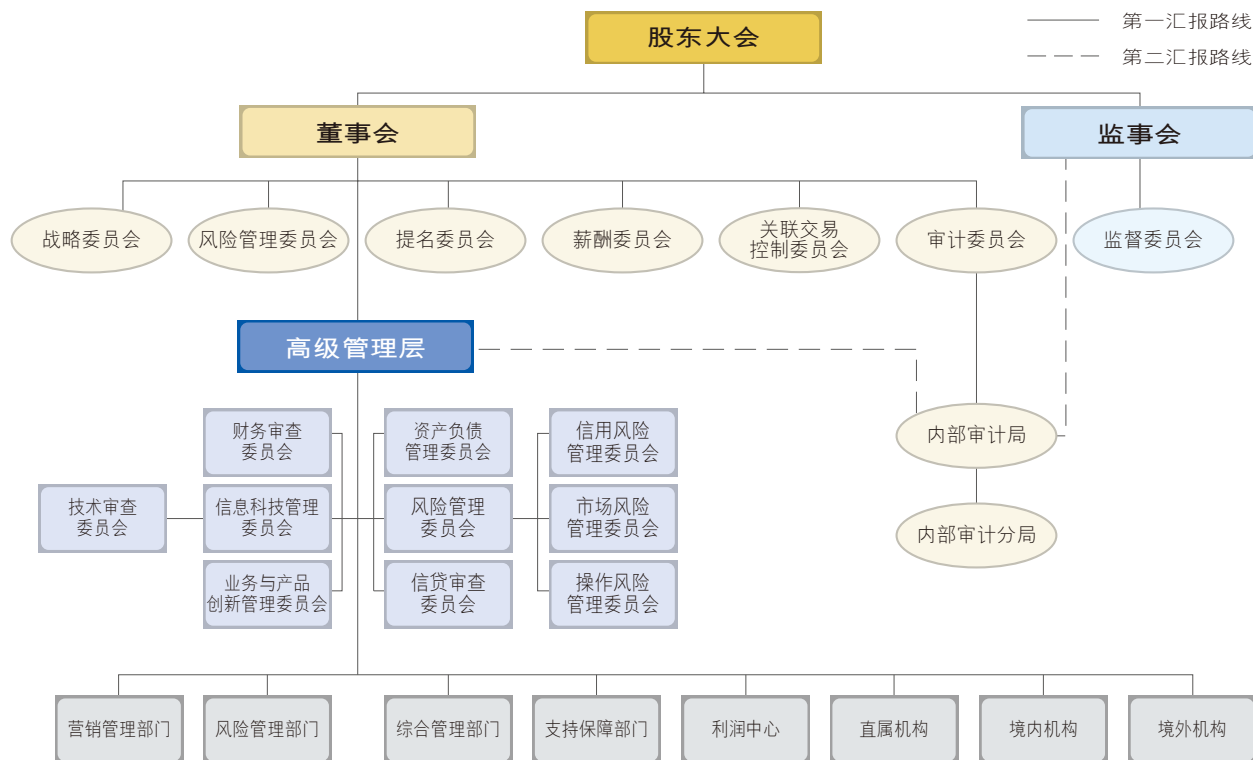 股东大会
第一汇报路线
第二汇报路线
董事会
监事会
战略委员会
风险管理委员会
提名委员会
薪酬委员会
关联交易
控制委员会
审计委员会
监督委员会
高级管理层
财务审查
委员会
资产负债
管理委员会
信用风险
管理委员会
内部审计局
技术审查
委员会
信息科技管理
委员会
风险管理
委员会
市场风险
管理委员会
内部审计分局
业务与产品
创新管理委员会
信贷审查
委员会
操作风险
管理委员会
营销管理部门
风险管理部门
综合管理部门
支持保障部门
利润中心
直属机构
境内机构
境外机构